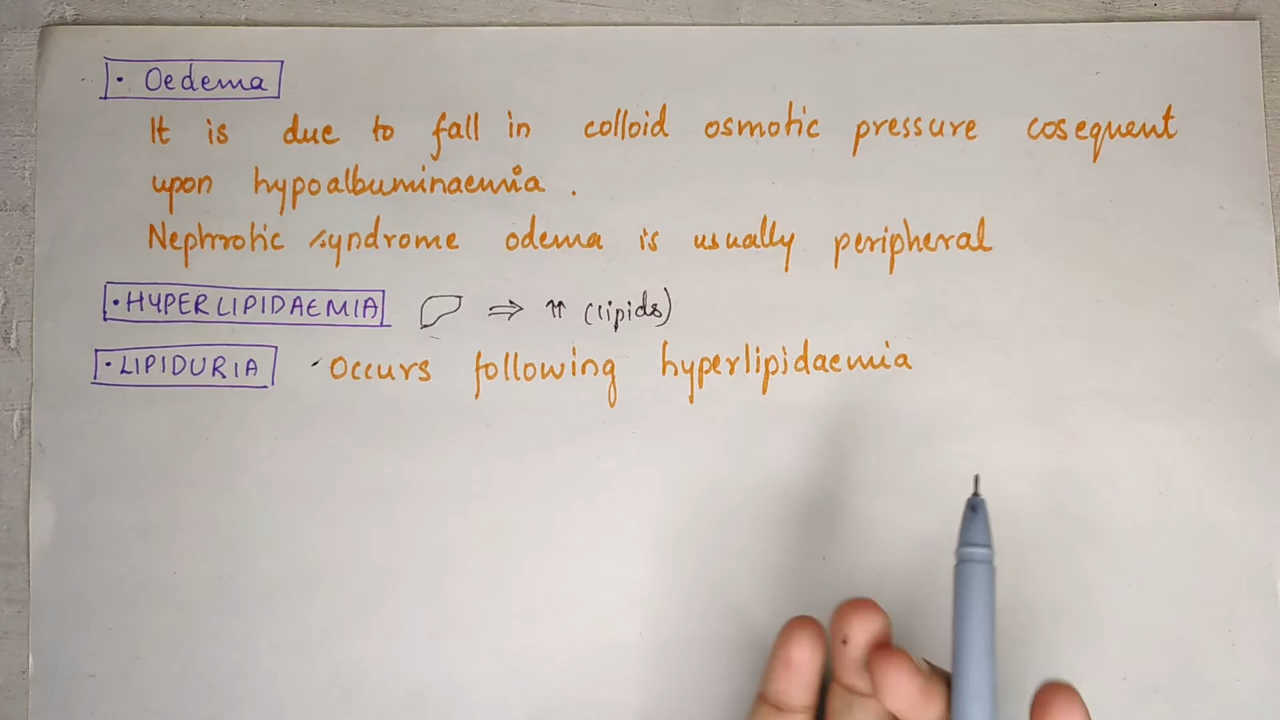 · Oedema
It is due to fall in colloid osmotic pressure cosequent
upon hypoalbuminaemia .
Nephrotic syndrome odema is usually peripheral
· HYPERLIPIDAEMIA ⇒ ⇈ (lipids)
· LIPIDURIA · Occurs following hyperlipidaemia